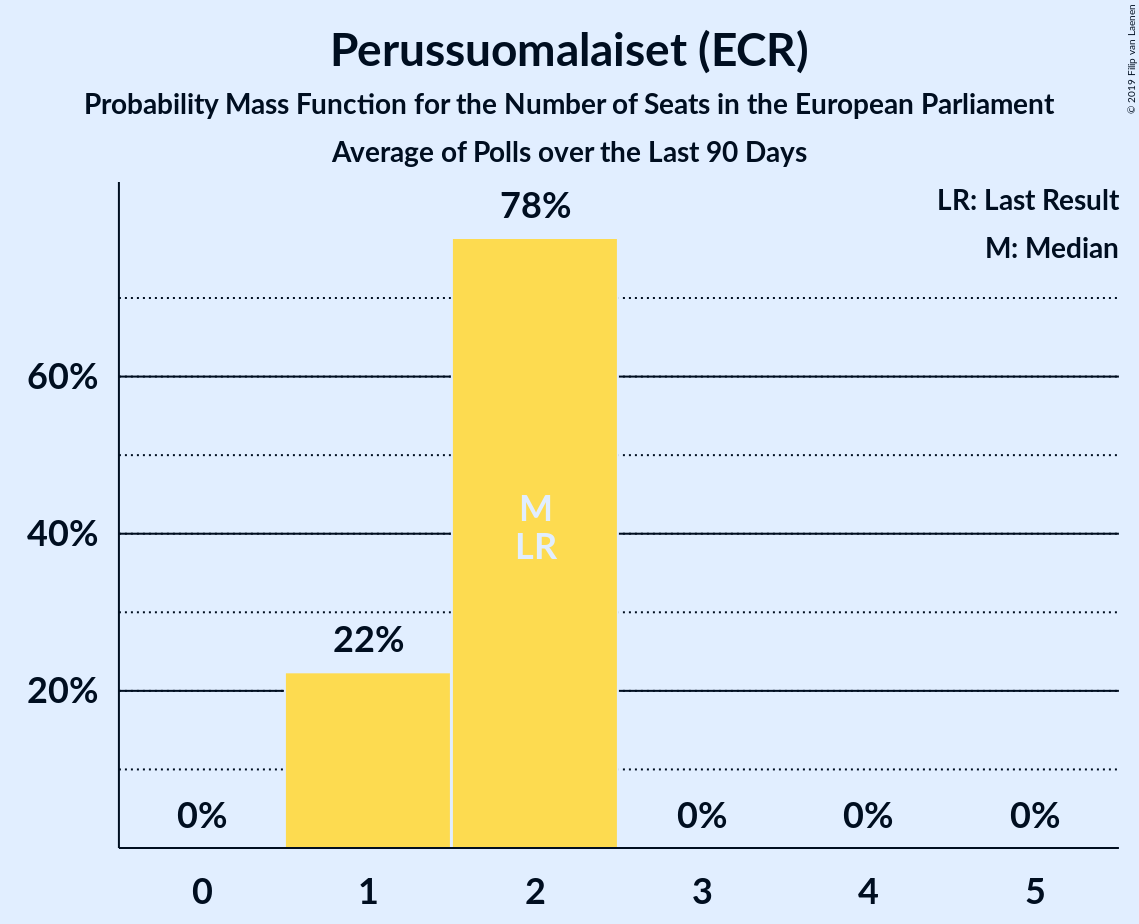 Perussuomalaiset (ECR)
Probability Mass Function for the Number of Seats in the European Parliament
Average of Polls over the Last 90 Days
© 2019 Filip van Laenen
LR: Last Result
M: Median
78%
60%
M
40%
LR
22%
20%
0%
0%
0%
0%
0
1
2
3
4
5